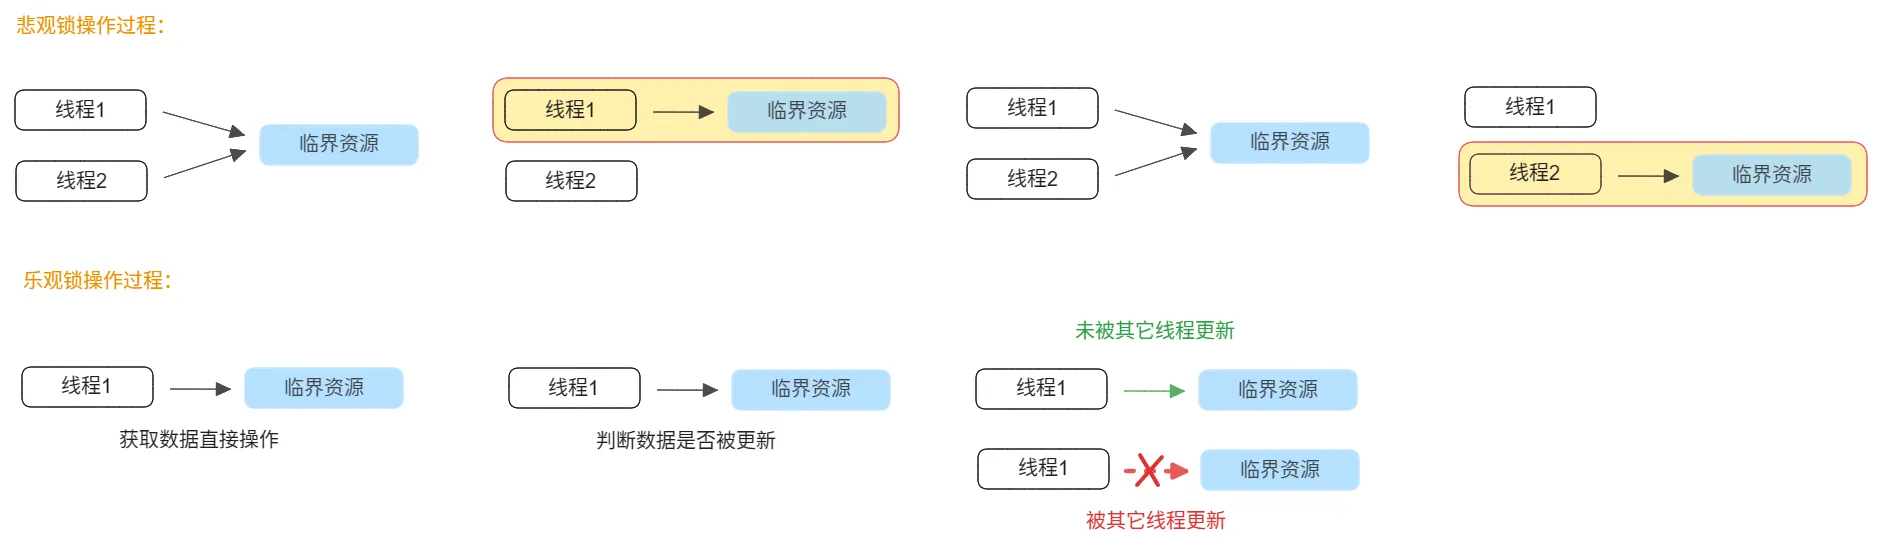 悲观锁操作过程：
线程1
线程2
临界资源
线程1
临界资源
线程2
线程1
线程2
临界资源
线程1
线程2
临界资源
乐观锁操作过程：
线程1
临界资源
获取数据直接操作
线程1
临界资源
判断数据是否被更新
未被其它线程更新
线程1
临界资源
线程1
临界资源
被其它线程更新